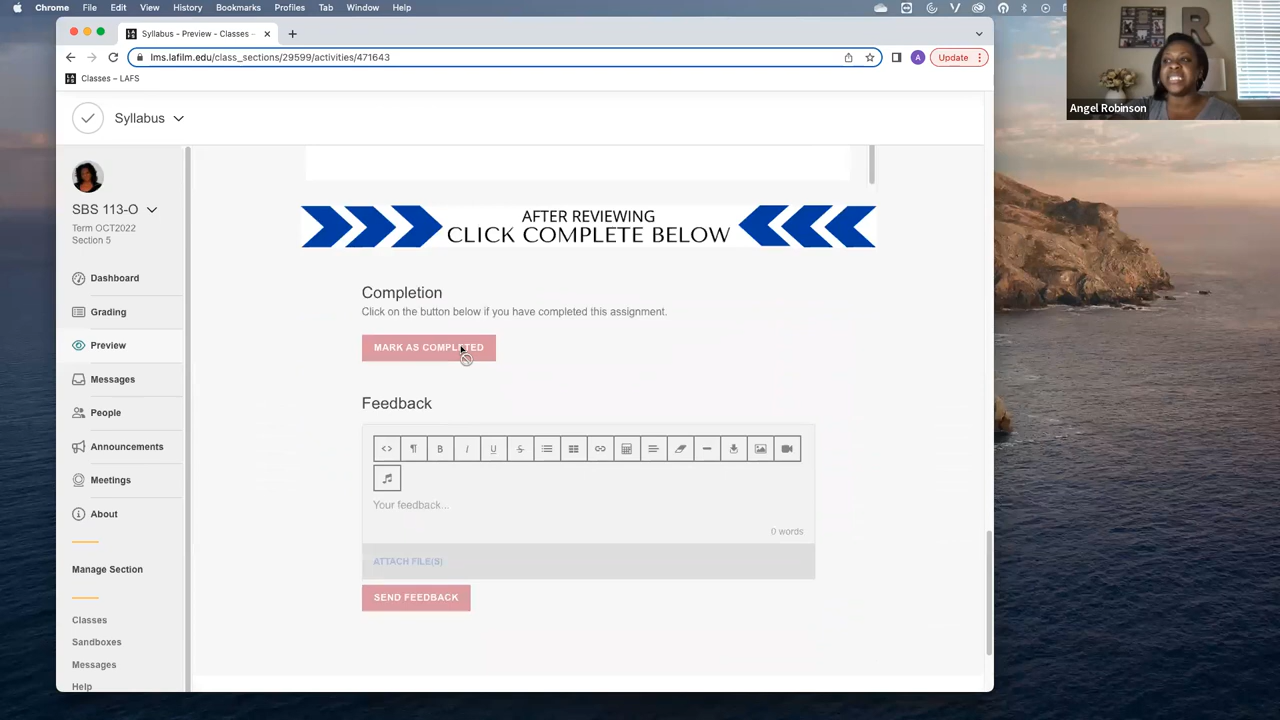 Chrome File Edit View History Bookmarks Profiles Tab Window Help
Syllabus - Preview - Classes -
lms.lafilm.edu/class_sections/29599/activities/471643
A
Update
Classes – LAFS
Angel Robinson
Syllabus
SBS 113-O
Term OCT2022
Section 5
Dashboard
Grading
Preview
Messages
People
Announcements
Meetings
About
Manage Section
Classes
Sandboxes
Messages
Help
AFTER REVIEWING
CLICK COMPLETE BELOW
Completion
Click on the button below if you have completed this assignment.
MARK AS COMPLETED
Feedback
B I U S
Your feedback...
0 words
ATTACH FILE(S)
SEND FEEDBACK
R